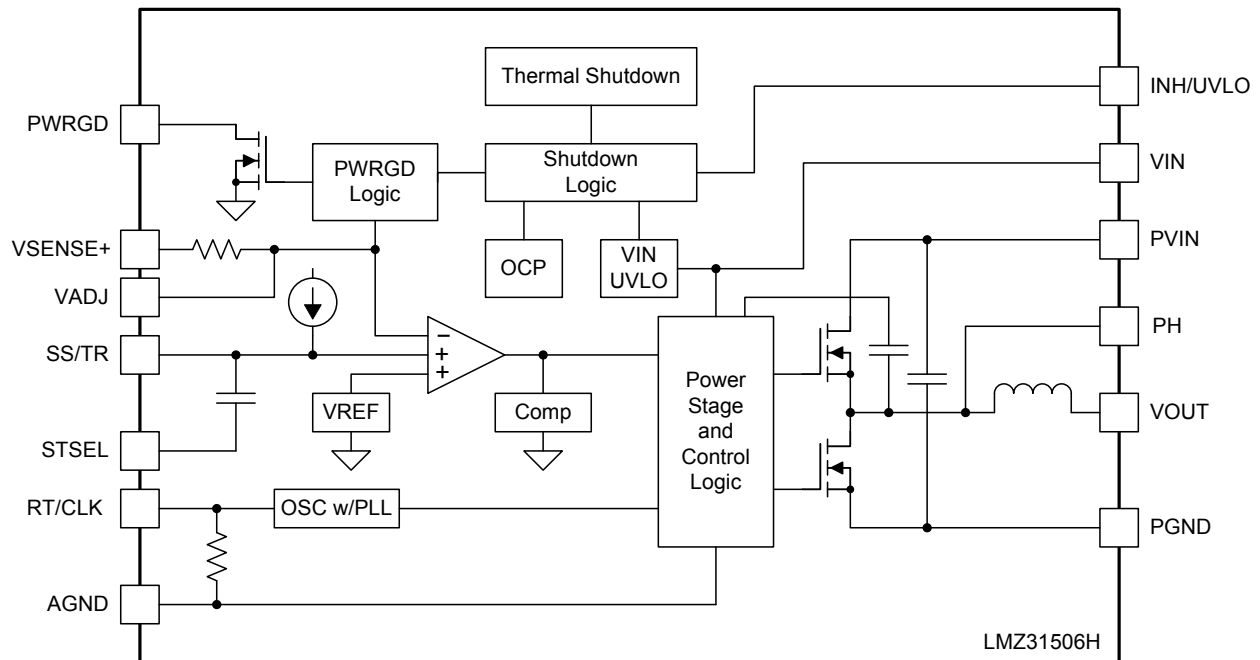 Thermal Shutdown
PWRGD
INH/UVLO
PWRGD
Logic
Shutdown
Logic
VIN
VSENSE+
OCP
VIN
UVLO
PVIN
VADJ
PH
SS/TR
−
+
+
VREF
Comp
Power
Stage
and
Control
Logic
VOUT
STSEL
RT/CLK
OSC w/PLL
PGND
AGND
LMZ31506H